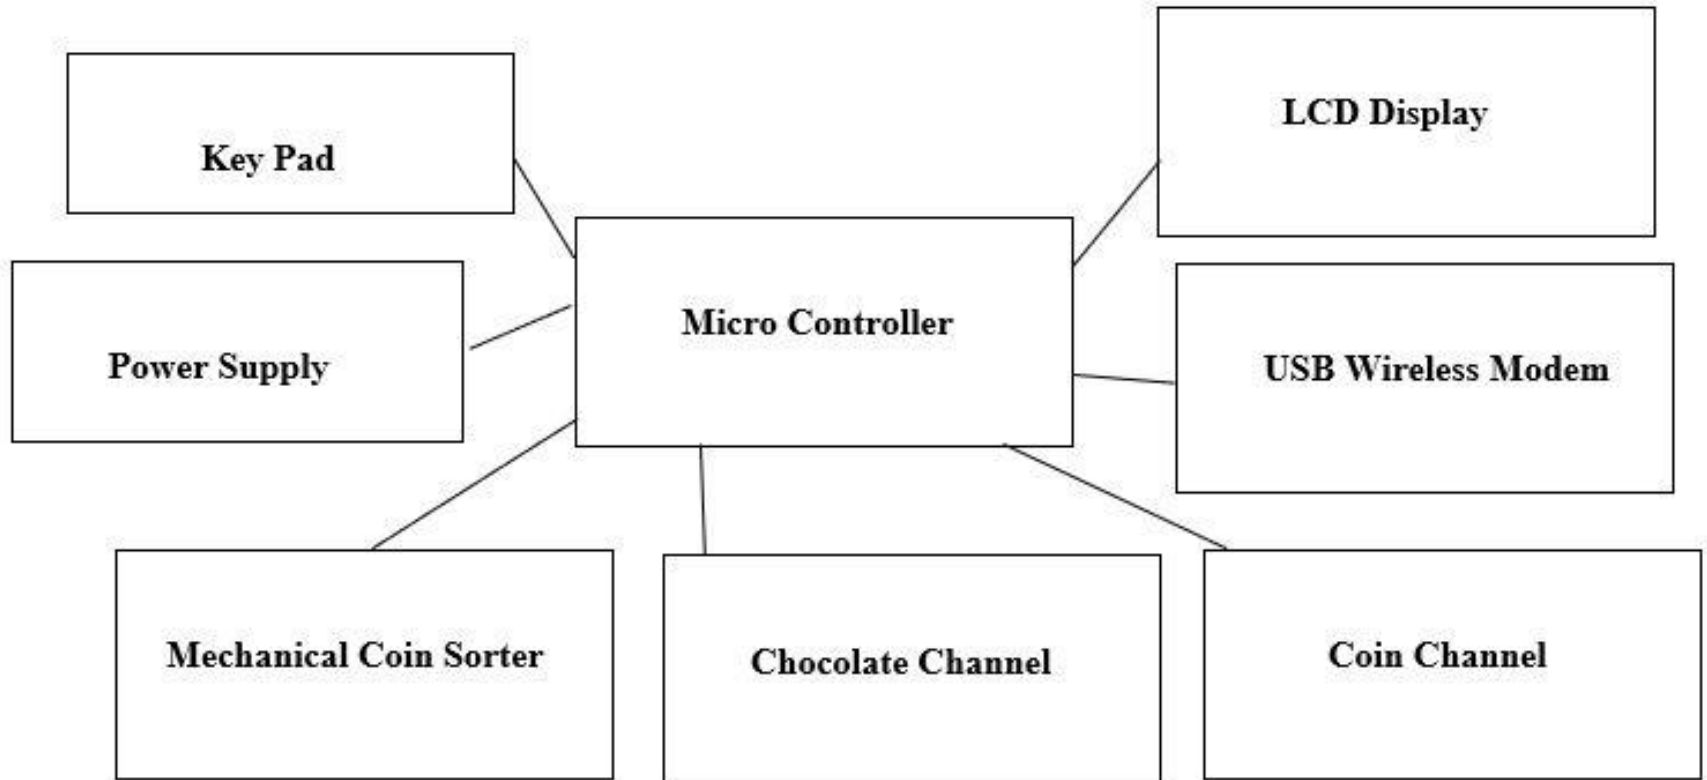 LCD Display
Key Pad
Micro Controller
Power Supply
USB Wireless Modem
Mechanical Coin Sorter
Chocolate Channel
Coin Channel